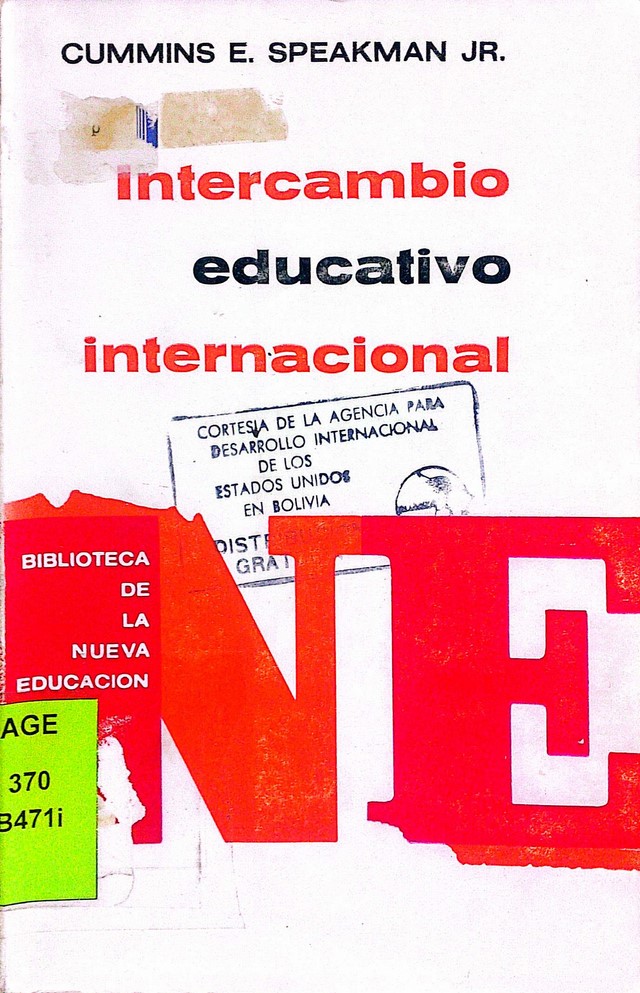 CUMMINS E. SPEAKMAN JR.
intercambio
educativo
internacional
CORTESIA DE LA AGENCIA PARA
DESARROLLO INTERNACIONAL
DE LOS
ESTADOS UNIDOS
EN BOLIVIA
BIBLIOTECA
DE
LA
NUEVA
EDUCACION
NE
AGE
370
B471i